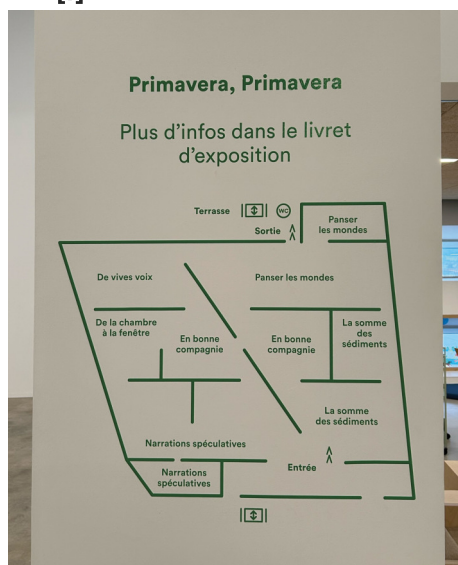 Primavera, Primavera
Plus d'infos dans le livret
d'exposition
Terrasse
WC
Sortie
Panser
les mondes
De vives voix
Panser les mondes
De la chambre
à la fenêtre
En bonne
compagnie
En bonne
compagnie
La somme
des
sédiments
La somme
des sédiments
Narrations spéculatives
Narrations
spéculatives
Entrée